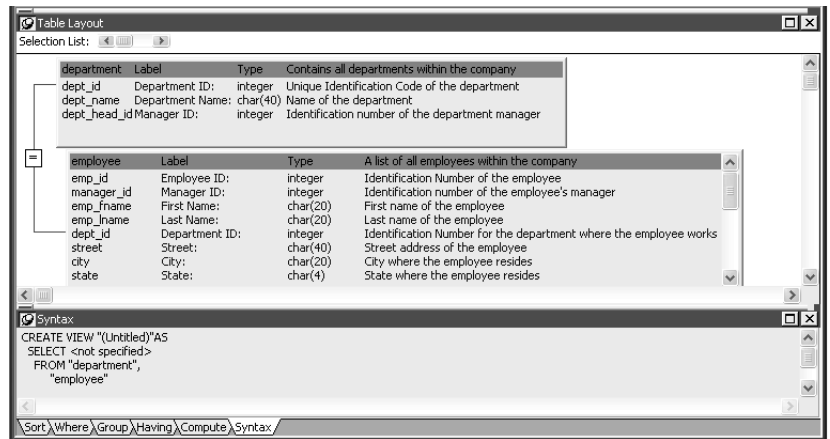 Table Layout
Selection List:
department Label Type Contains all departments within the company
dept_id Department ID: integer Unique Identification Code of the department
dept_name Department Name: char(40) Name of the department
dept_head_id Manager ID: integer Identification number of the department manager
=
employee Label Type A list of all employees within the company
emp_id Employee ID: integer Identification Number of the employee
manager_id Manager ID: integer Identification number of the employee's manager
emp_fname First Name: char(20) First name of the employee
emp_lname Last Name: char(20) Last name of the employee
dept_id Department ID: integer Identification Number for the department where the employee works
street Street: char(40) Street address of the employee
city City: char(20) City where the employee resides
state State: char(4) State where the employee resides
Syntax
CREATE VIEW "(Untitled)"AS
SELECT <not specified>
FROM "department",
"employee"
Sort Where Group Having Compute Syntax